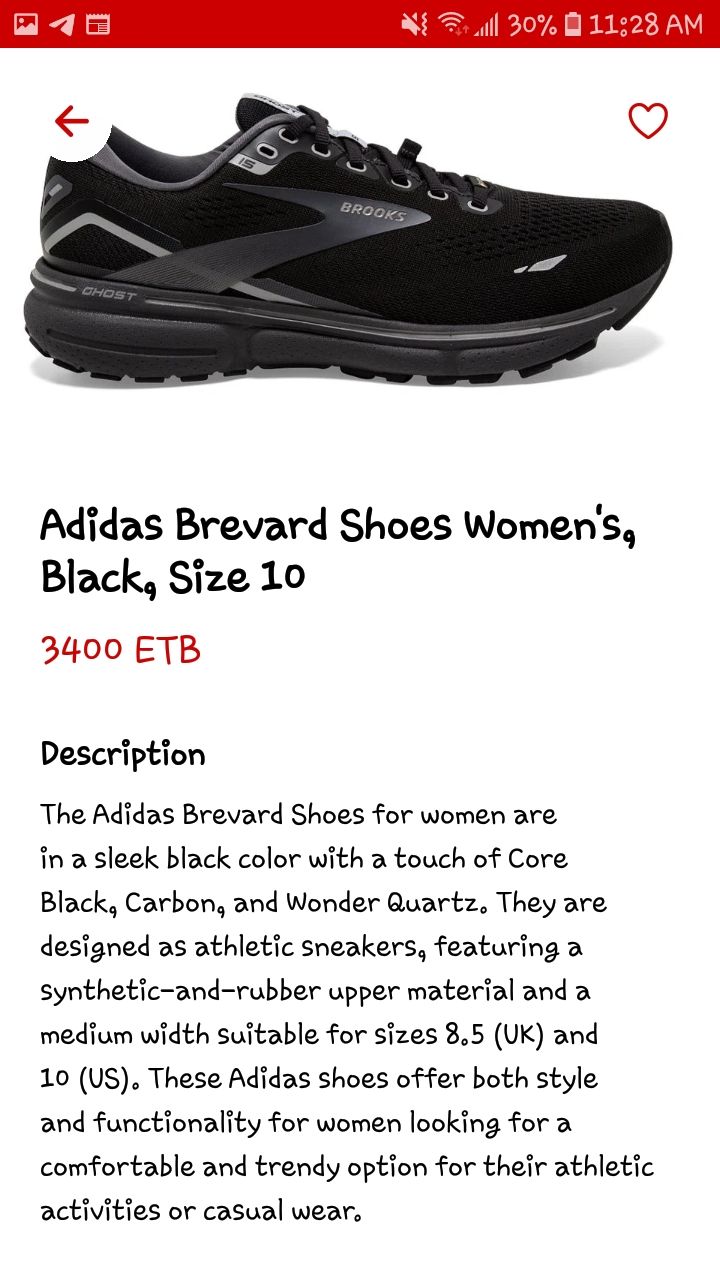 30% 11:28 AM
15
BROOKS
GHOST
Adidas Brevard Shoes Women's,
Black, Size 10
3400 ETB
Description
The Adidas Brevard Shoes for women are
in a sleek black color with a touch of Core
Black, Carbon, and Wonder Quartz. They are
designed as athletic sneakers, featuring a
synthetic-and-rubber upper material and a
medium width suitable for sizes 8.5 (UK) and
10 (US). These Adidas shoes offer both style
and functionality for women looking for a
comfortable and trendy option for their athletic
activities or casual wear.